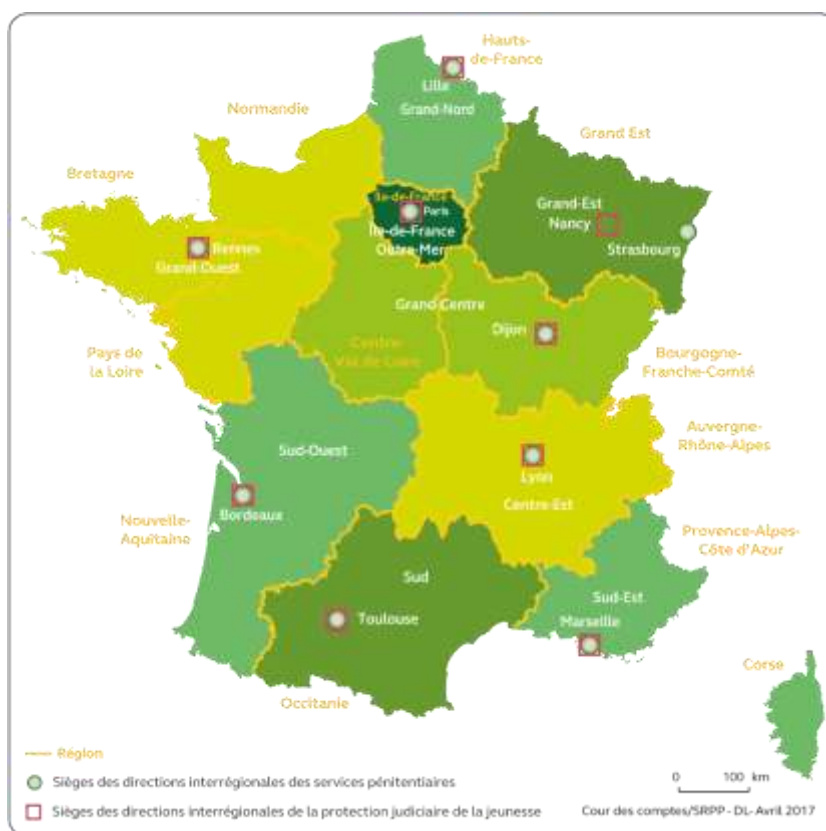 Hauts-
de-France
Lille
Grand-Nord
Normandie
Grand Est
Bretagne
Île-de-France
Paris
Île-de-France
Outre-Mer
Grand-Est
Nancy
Strasbourg
Rennes
Grand Ouest
Grand Centre
Dijon
Centre-
Val de Loire
Pays de
la Loire
Bourgogne-
Franche-Comté
Auvergne-
Rhône-Alpes
Sud-Ouest
Lyon
Centre-Est
Bordeaux
Nouvelle-
Aquitaine
Provence-Alpes-
Côte d'Azur
Sud
Sud-Est
Toulouse
Marseille
Corse
Occitanie
Région
Sièges des directions interrégionales des services pénitentiaires
Sièges des directions interrégionales de la protection judiciaire de la jeunesse
0 100 km
Cour des comptes/SRPP - DL- Avril 2017